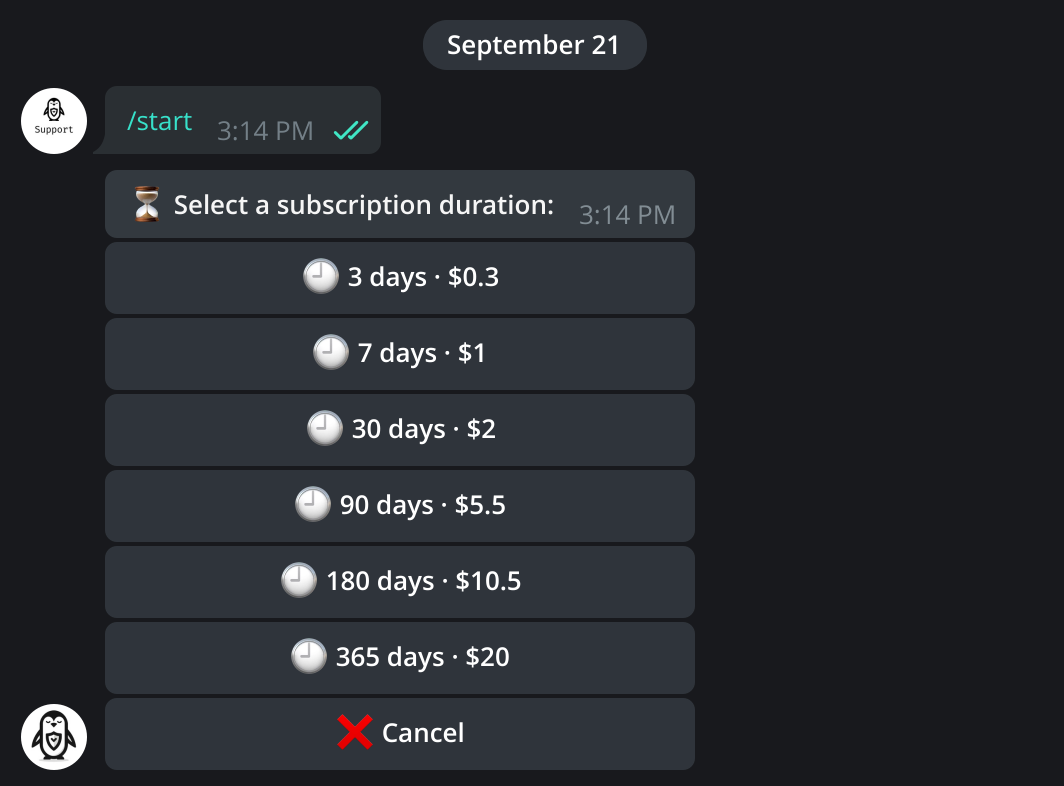 September 21
Support
/start 3:14 PM
⏳ Select a subscription duration: 3:14 PM
🕘 3 days · $0.3
🕘 7 days · $1
🕘 30 days · $2
🕘 90 days · $5.5
🕘 180 days · $10.5
🕘 365 days · $20
❌ Cancel